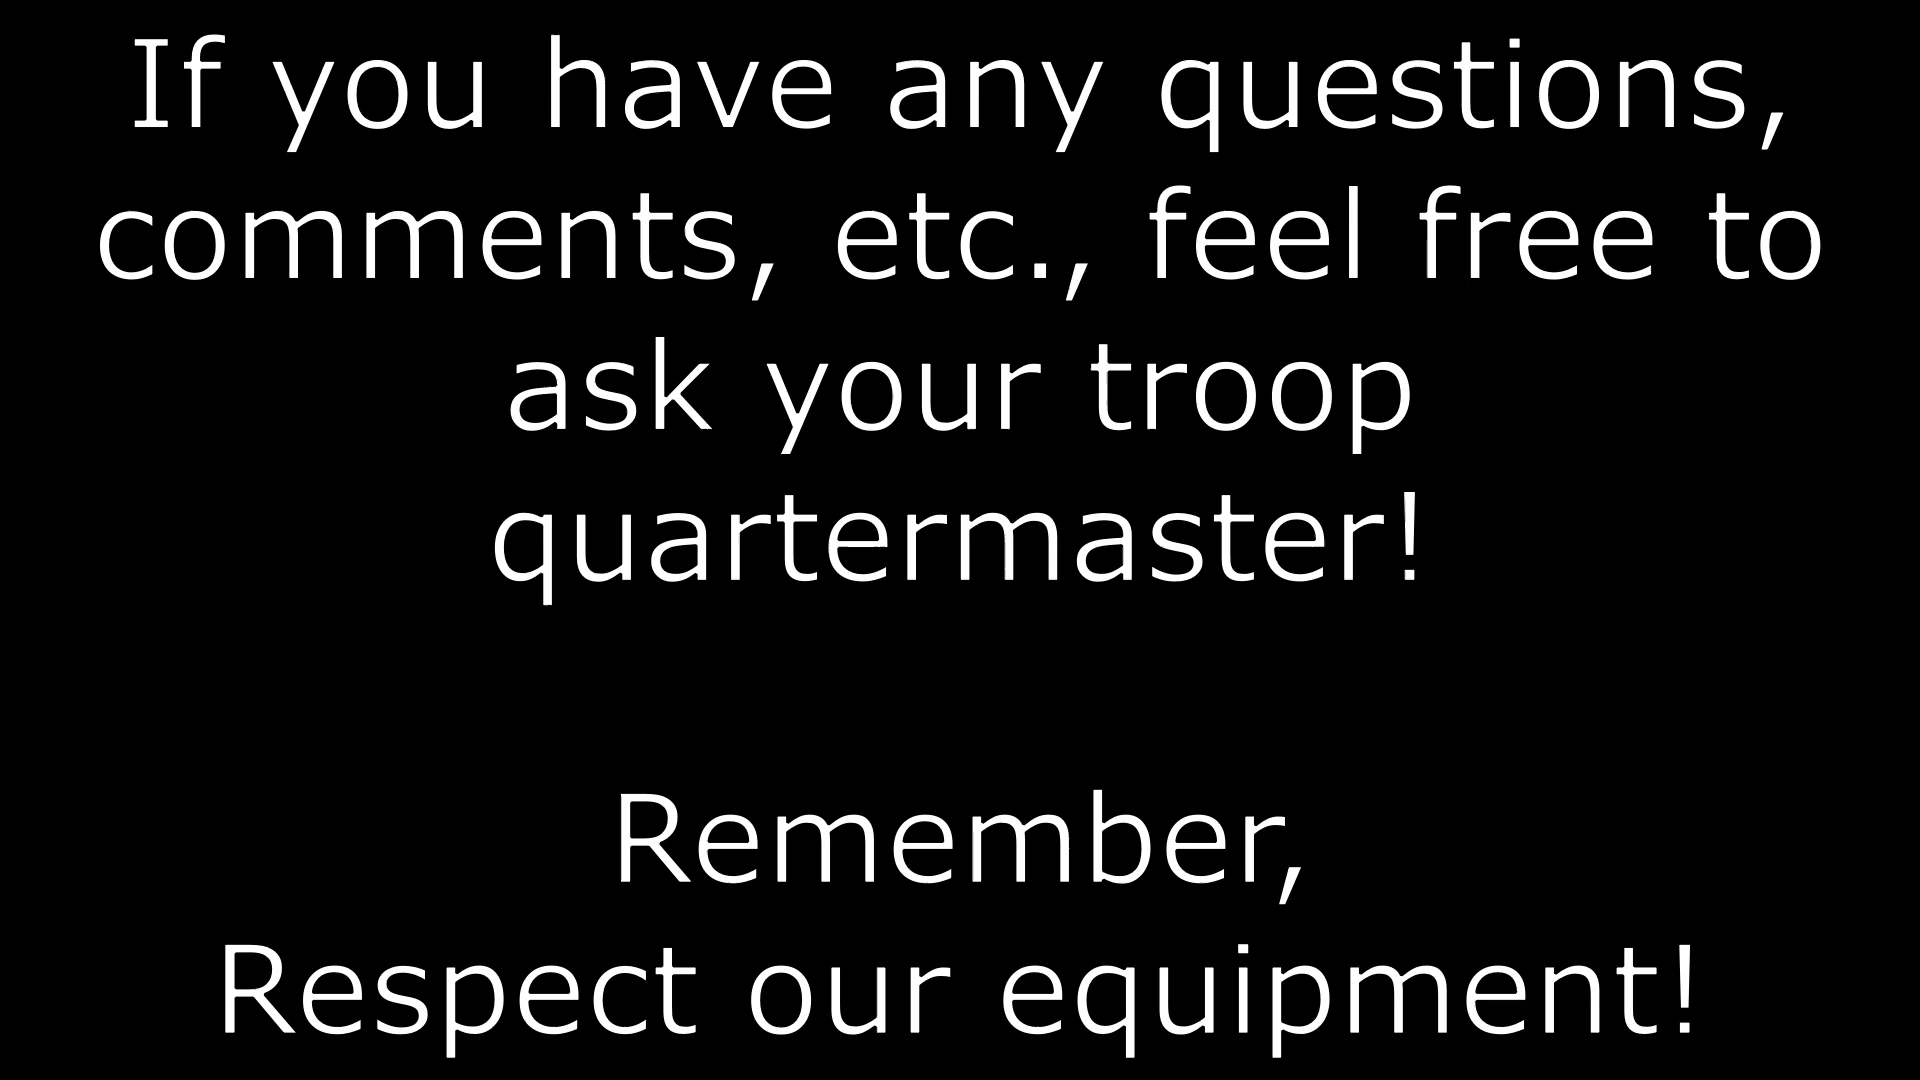 If you have any questions,
comments, etc., feel free to
ask your troop
quartermaster!
Remember,
Respect our equipment!